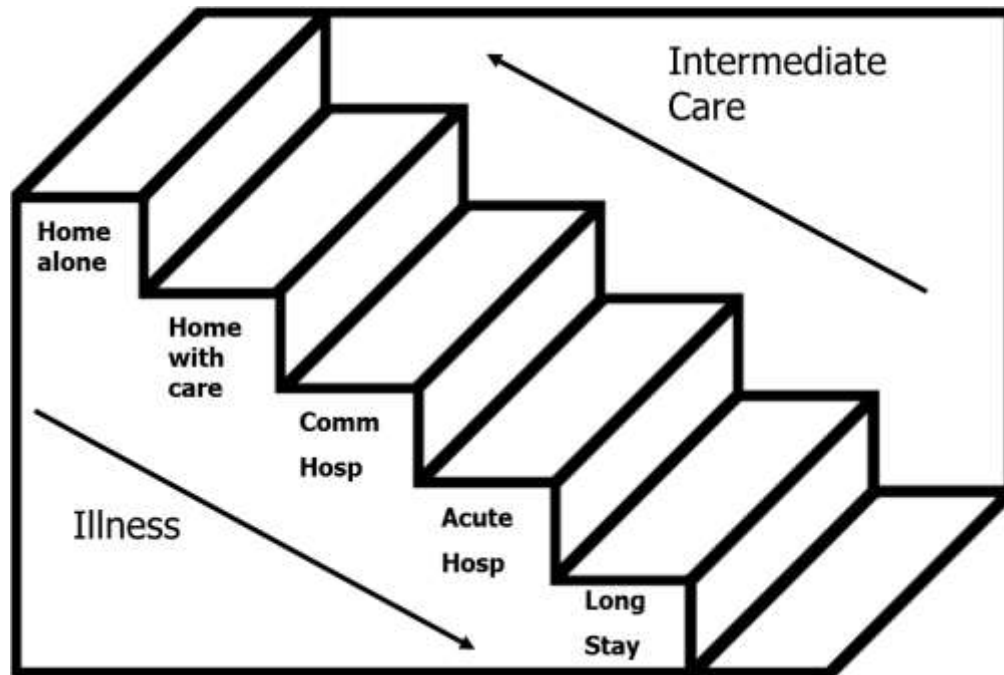 Intermediate
Care
Home
alone
Home
with
care
Comm
Hosp
Illness
Acute
Hosp
Long
Stay